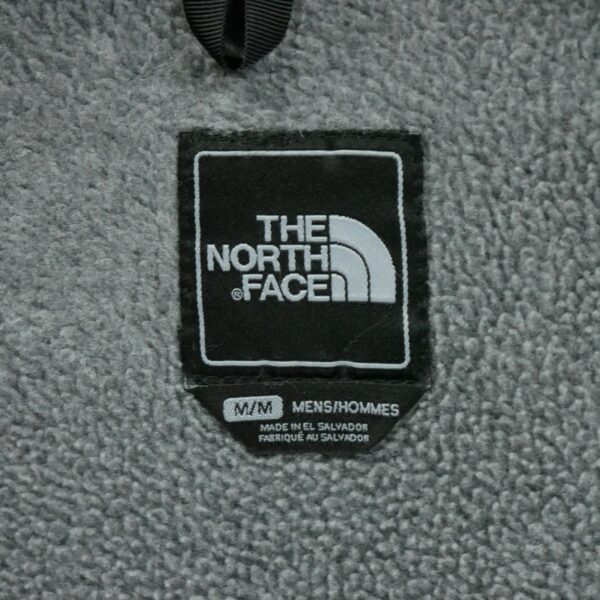 THE
NORTH
® FACE
M/M MENS/HOMMES
MADE IN EL SALVADOR
FABRIQUÉ AU SALVADOR